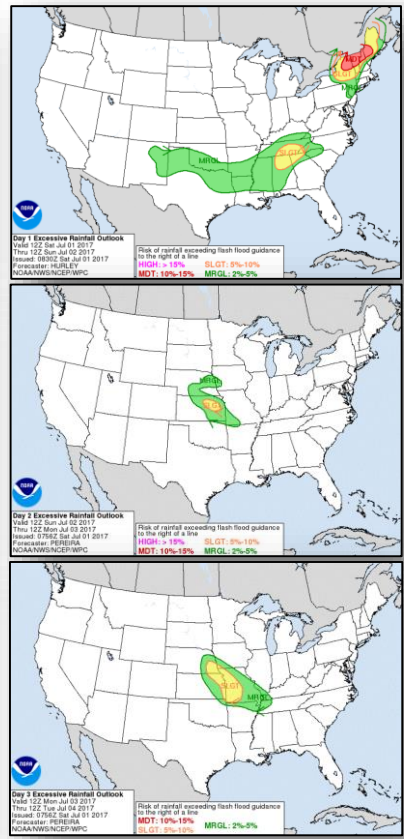 MDT
SLGT
MRGL
MRGL
SLGT
noaa
Day 1 Excessive Rainfall Outlook
Valid 12Z Sat Jul 01 2017
Thru 12Z Sun Jul 02 2017
Issued: 0830Z Sat Jul 01 2017
Forecaster: HURLEY
NOAA/NWS/NCEP/WPC
Risk of rainfall exceeding flash flood guidance
to the right of a line
HIGH: > 15% SLGT: 5%-10%
MDT: 10%-15% MRGL: 2%-5%
MRGL
SLGT
noaa
Day 2 Excessive Rainfall Outlook
Valid 12Z Sun Jul 02 2017
Thru 12Z Mon Jul 03 2017
Issued: 0756Z Sat Jul 01 2017
Forecaster: PEREIRA
NOAA/NWS/NCEP/WPC
Risk of rainfall exceeding flash flood guidance
to the right of a line
HIGH: > 15% SLGT: 5%-10%
MDT: 10%-15% MRGL: 2%-5%
SLGT
MRGL
noaa
Day 3 Excessive Rainfall Outlook
Valid 12Z Mon Jul 03 2017
Thru 12Z Tue Jul 04 2017
Issued: 0756Z Sat Jul 01 2017
Forecaster: PEREIRA
NOAA/NWS/NCEP/WPC
Risk of rainfall exceeding flash flood guidance
to the right of a line
MDT: 10%-15% MRGL: 2%-5%
SLGT: 5%-10%